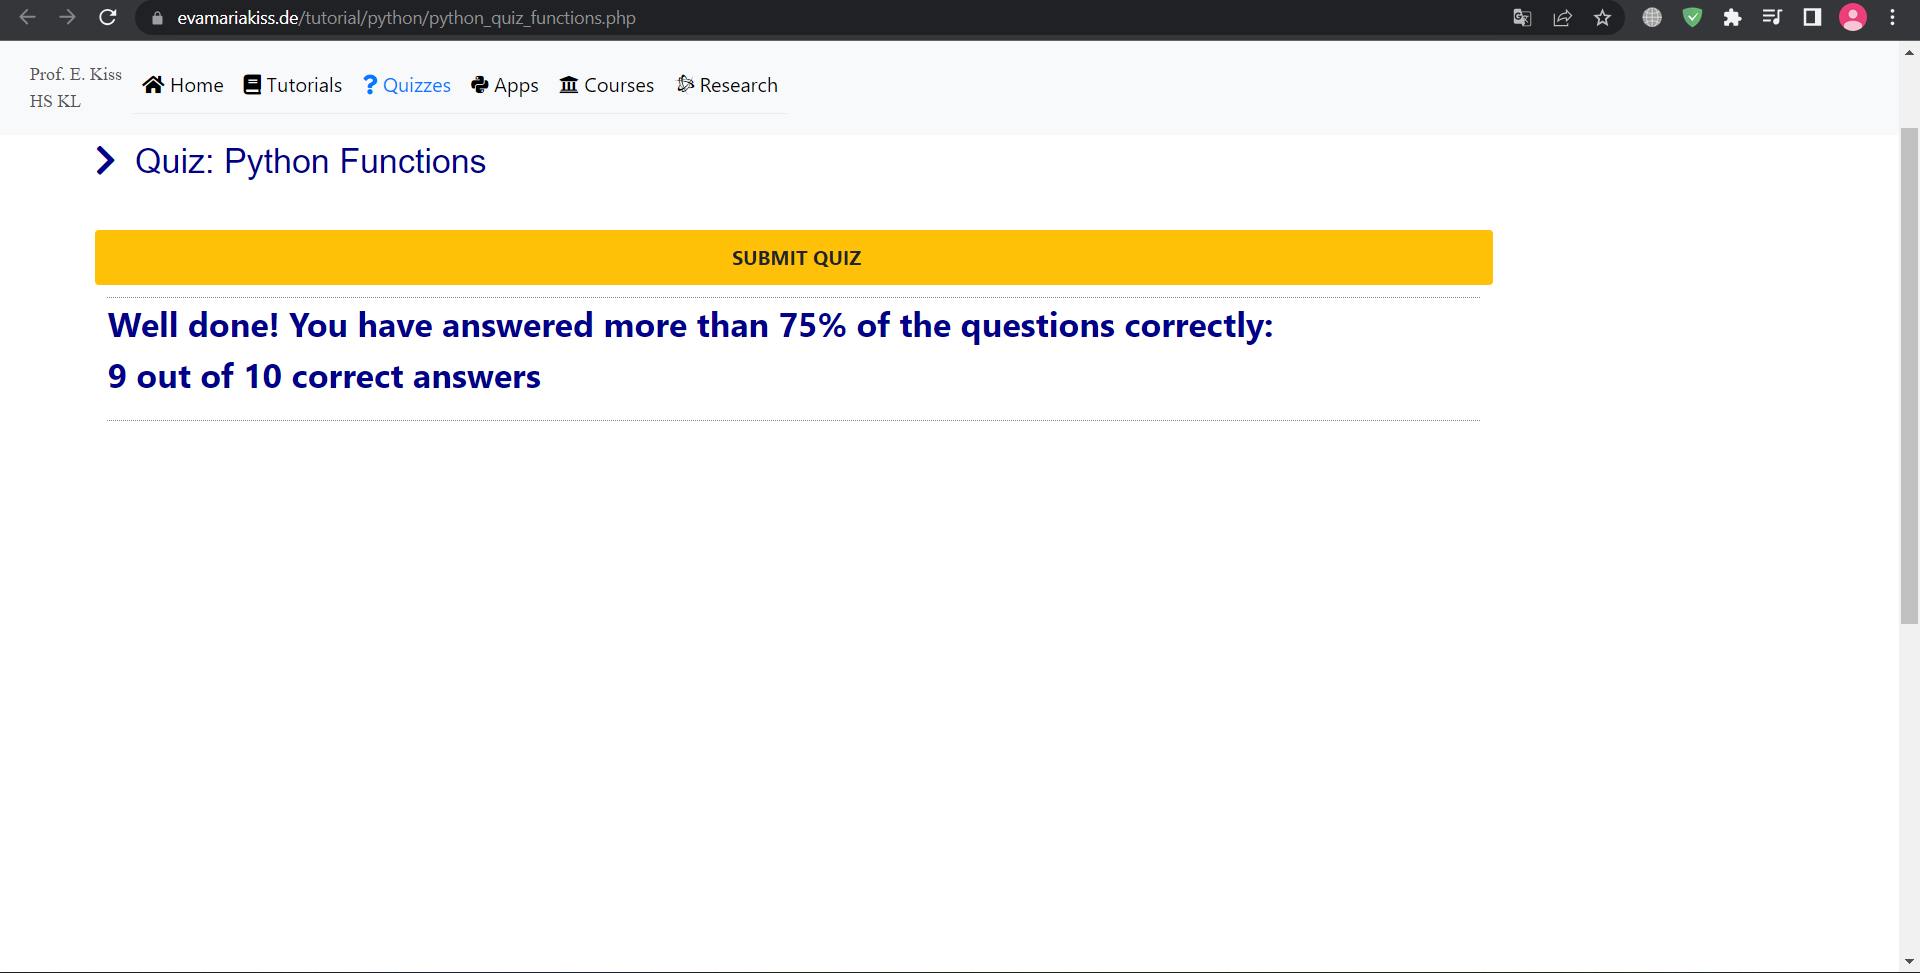 evamariakiss.de/tutorial/python/python_quiz_functions.php
Prof. E. Kiss
HS KL
Home Tutorials ? Quizzes Apps Courses Research
Quiz: Python Functions
SUBMIT QUIZ
Well done! You have answered more than 75% of the questions correctly:
9 out of 10 correct answers